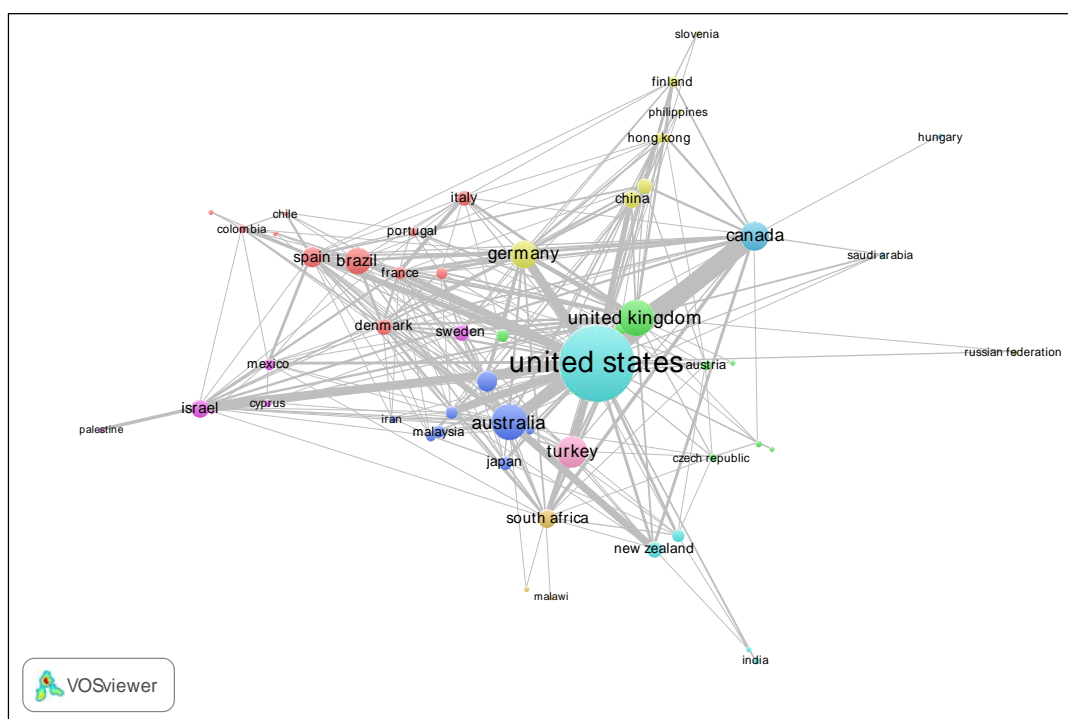 slovenia
finland
philippines
hong kong
hungary
china
italy
chile
colombia
portugal
canada
spain
brazil
germany
saudi arabia
france
united kingdom
denmark
sweden
russian federation
united states
austria
mexico
israel
cyprus
iran
australia
palestine
malaysia
turkey
japan
czech republic
south africa
new zealand
malawi
india
VOSviewer